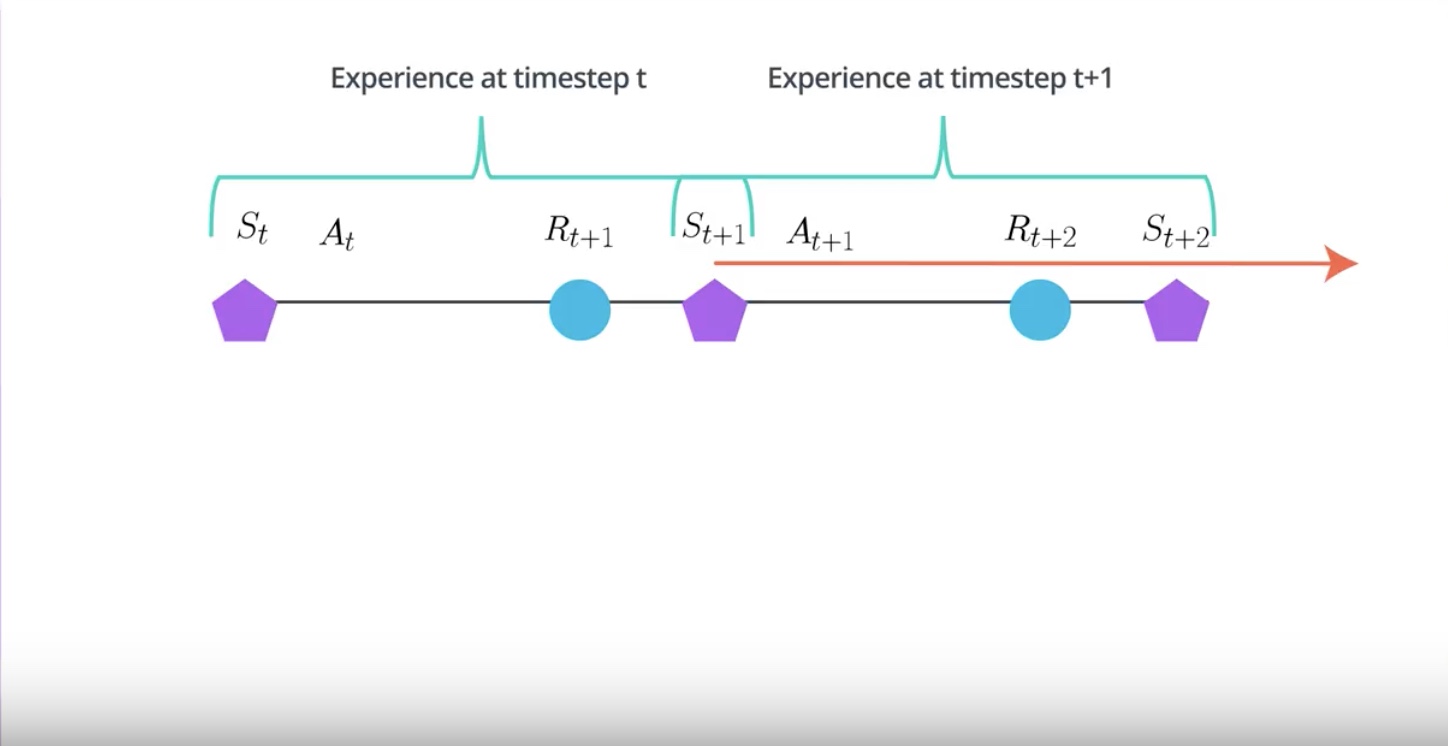 Experience at timestep t Experience at timestep t+1
S_t A_t R_{t+1} S_{t+1} A_{t+1} R_{t+2} S_{t+2}